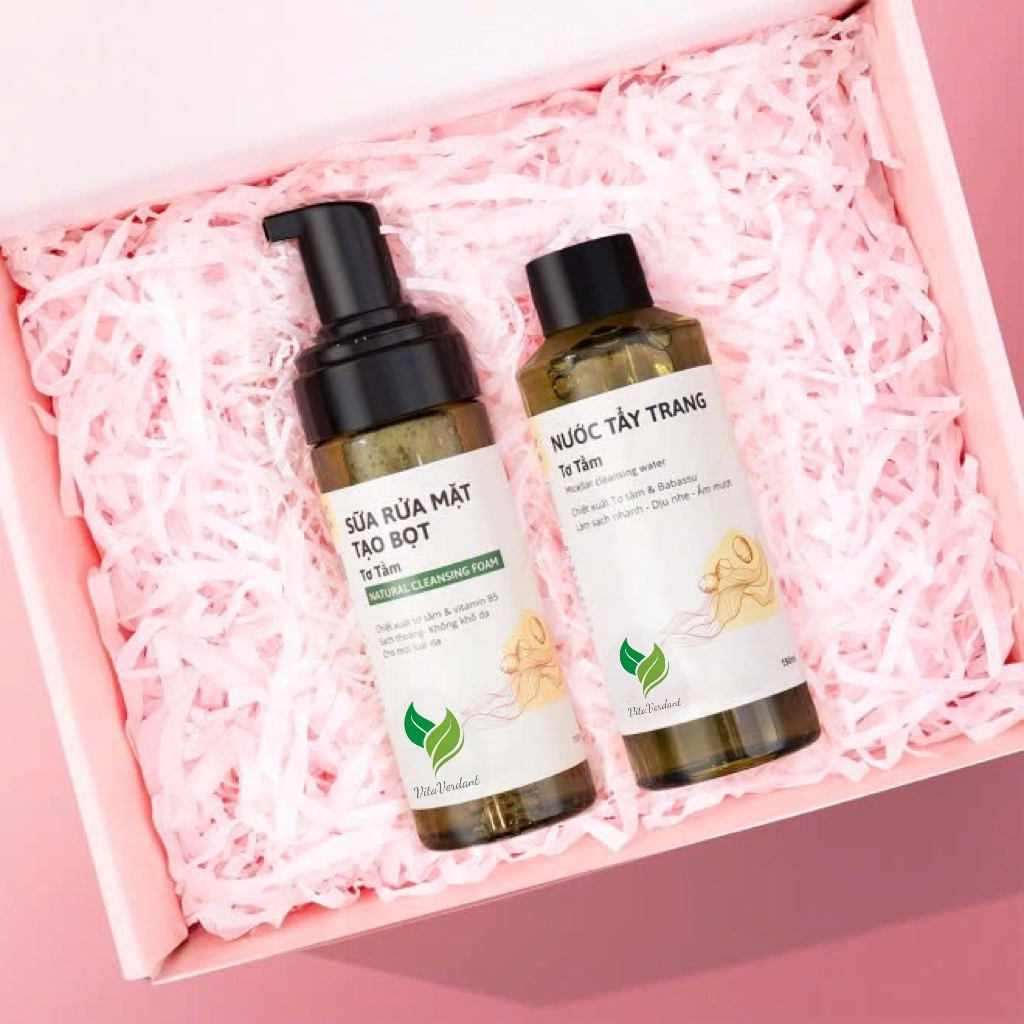 SỮA RỬA MẶT
TẠO BỌT
Tơ Tằm
NATURAL CLEANSING FOAM
Chiết xuất tơ tằm & vitamin B5
Sạch thoáng- Không khô da
Cho mọi loại da
VitaVerdant
NƯỚC TẨY TRANG
Tơ Tằm
Micellar cleansing water
Chiết xuất Tơ tằm & Babassu
Làm sạch nhanh - Dịu nhẹ - Ẩm mượt
150ml
VitaVerdant